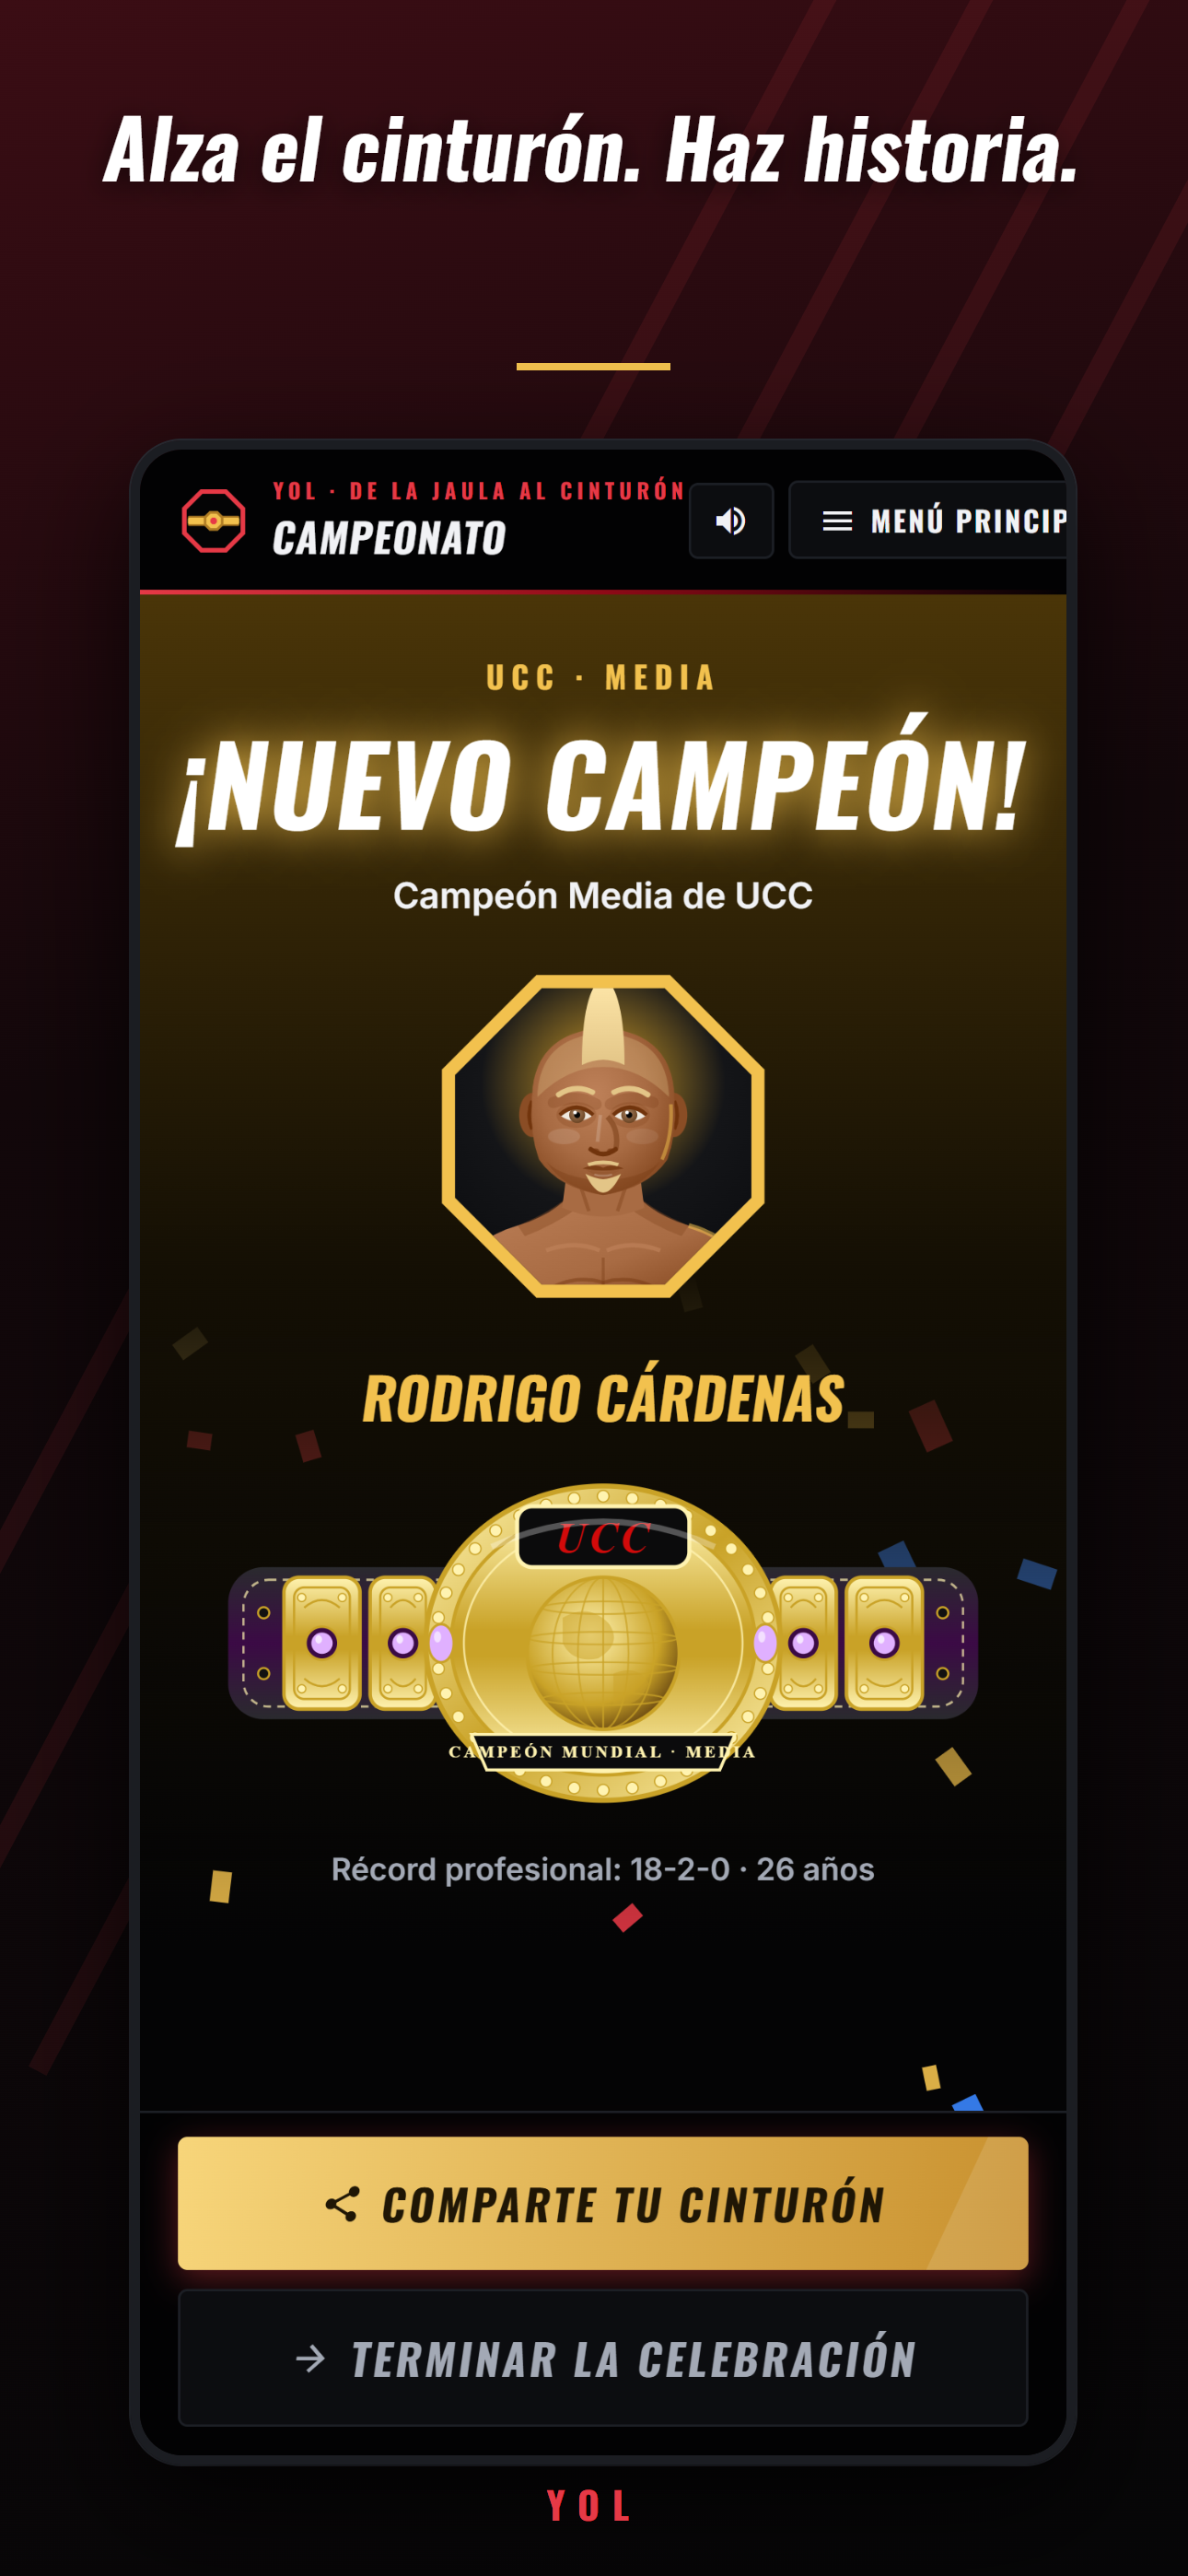 Alza el cinturón. Haz historia.
YOL · DE LA JAULA AL CINTURÓN
CAMPEONATO
MENÚ PRINCIP
UCC · MEDIA
¡NUEVO CAMPEÓN!
Campeón Media de UCC
RODRIGO CÁRDENAS
UCC
CAMPEÓN MUNDIAL · MEDIA
Récord profesional: 18-2-0 · 26 años
COMPARTE TU CINTURÓN
TERMINAR LA CELEBRACIÓN
YOL